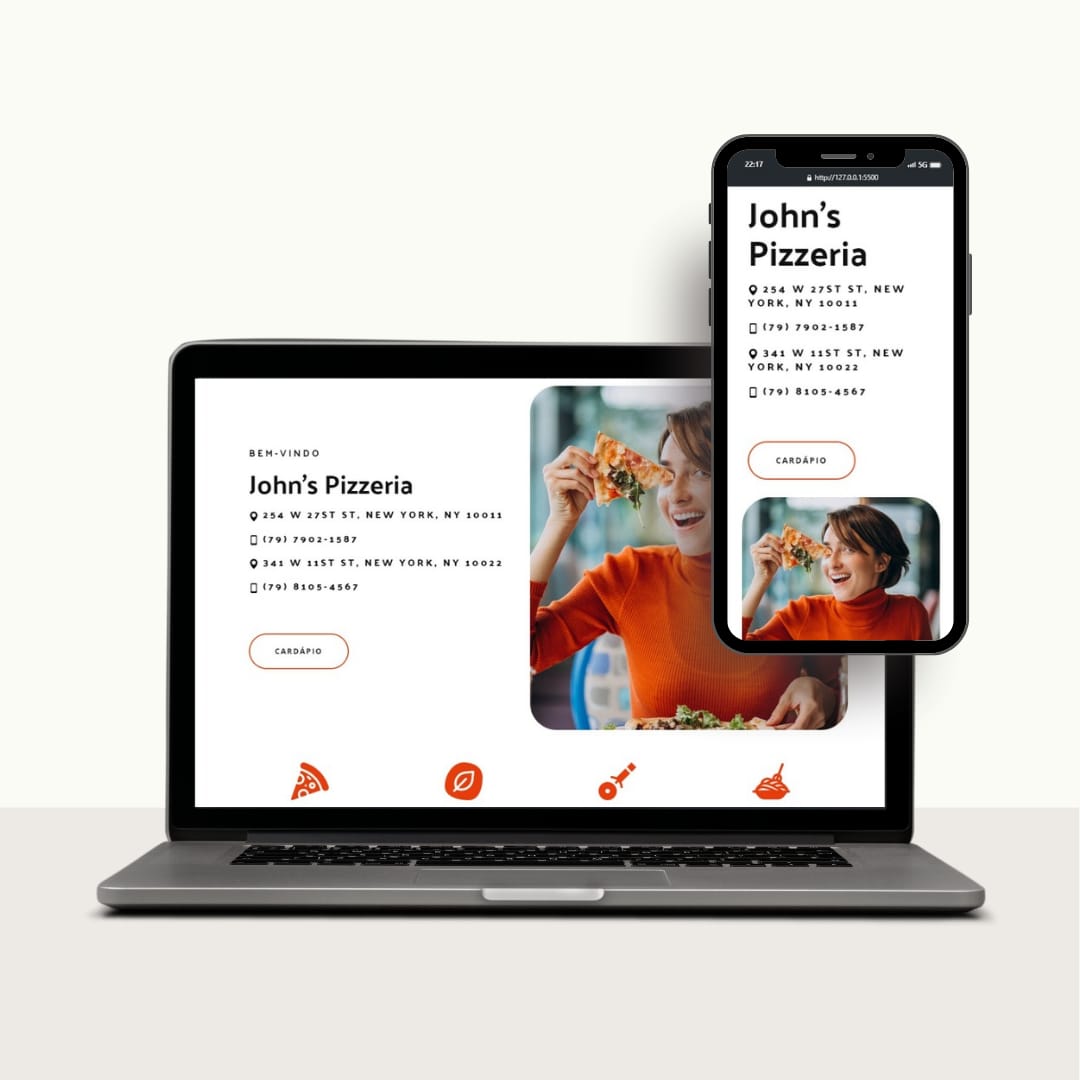 22:17
5G
http://127.0.0.1:5500
John's
Pizzeria
254 W 27ST ST, NEW
YORK, NY 10011
(79) 7902-1587
341 W 11ST ST, NEW
YORK, NY 10022
(79) 8105-4567
CARDÁPIO
BEM-VINDO
John's Pizzeria
254 W 27ST ST, NEW YORK, NY 10011
(79) 7902-1587
341 W 11ST ST, NEW YORK, NY 10022
(79) 8105-4567
CARDÁPIO